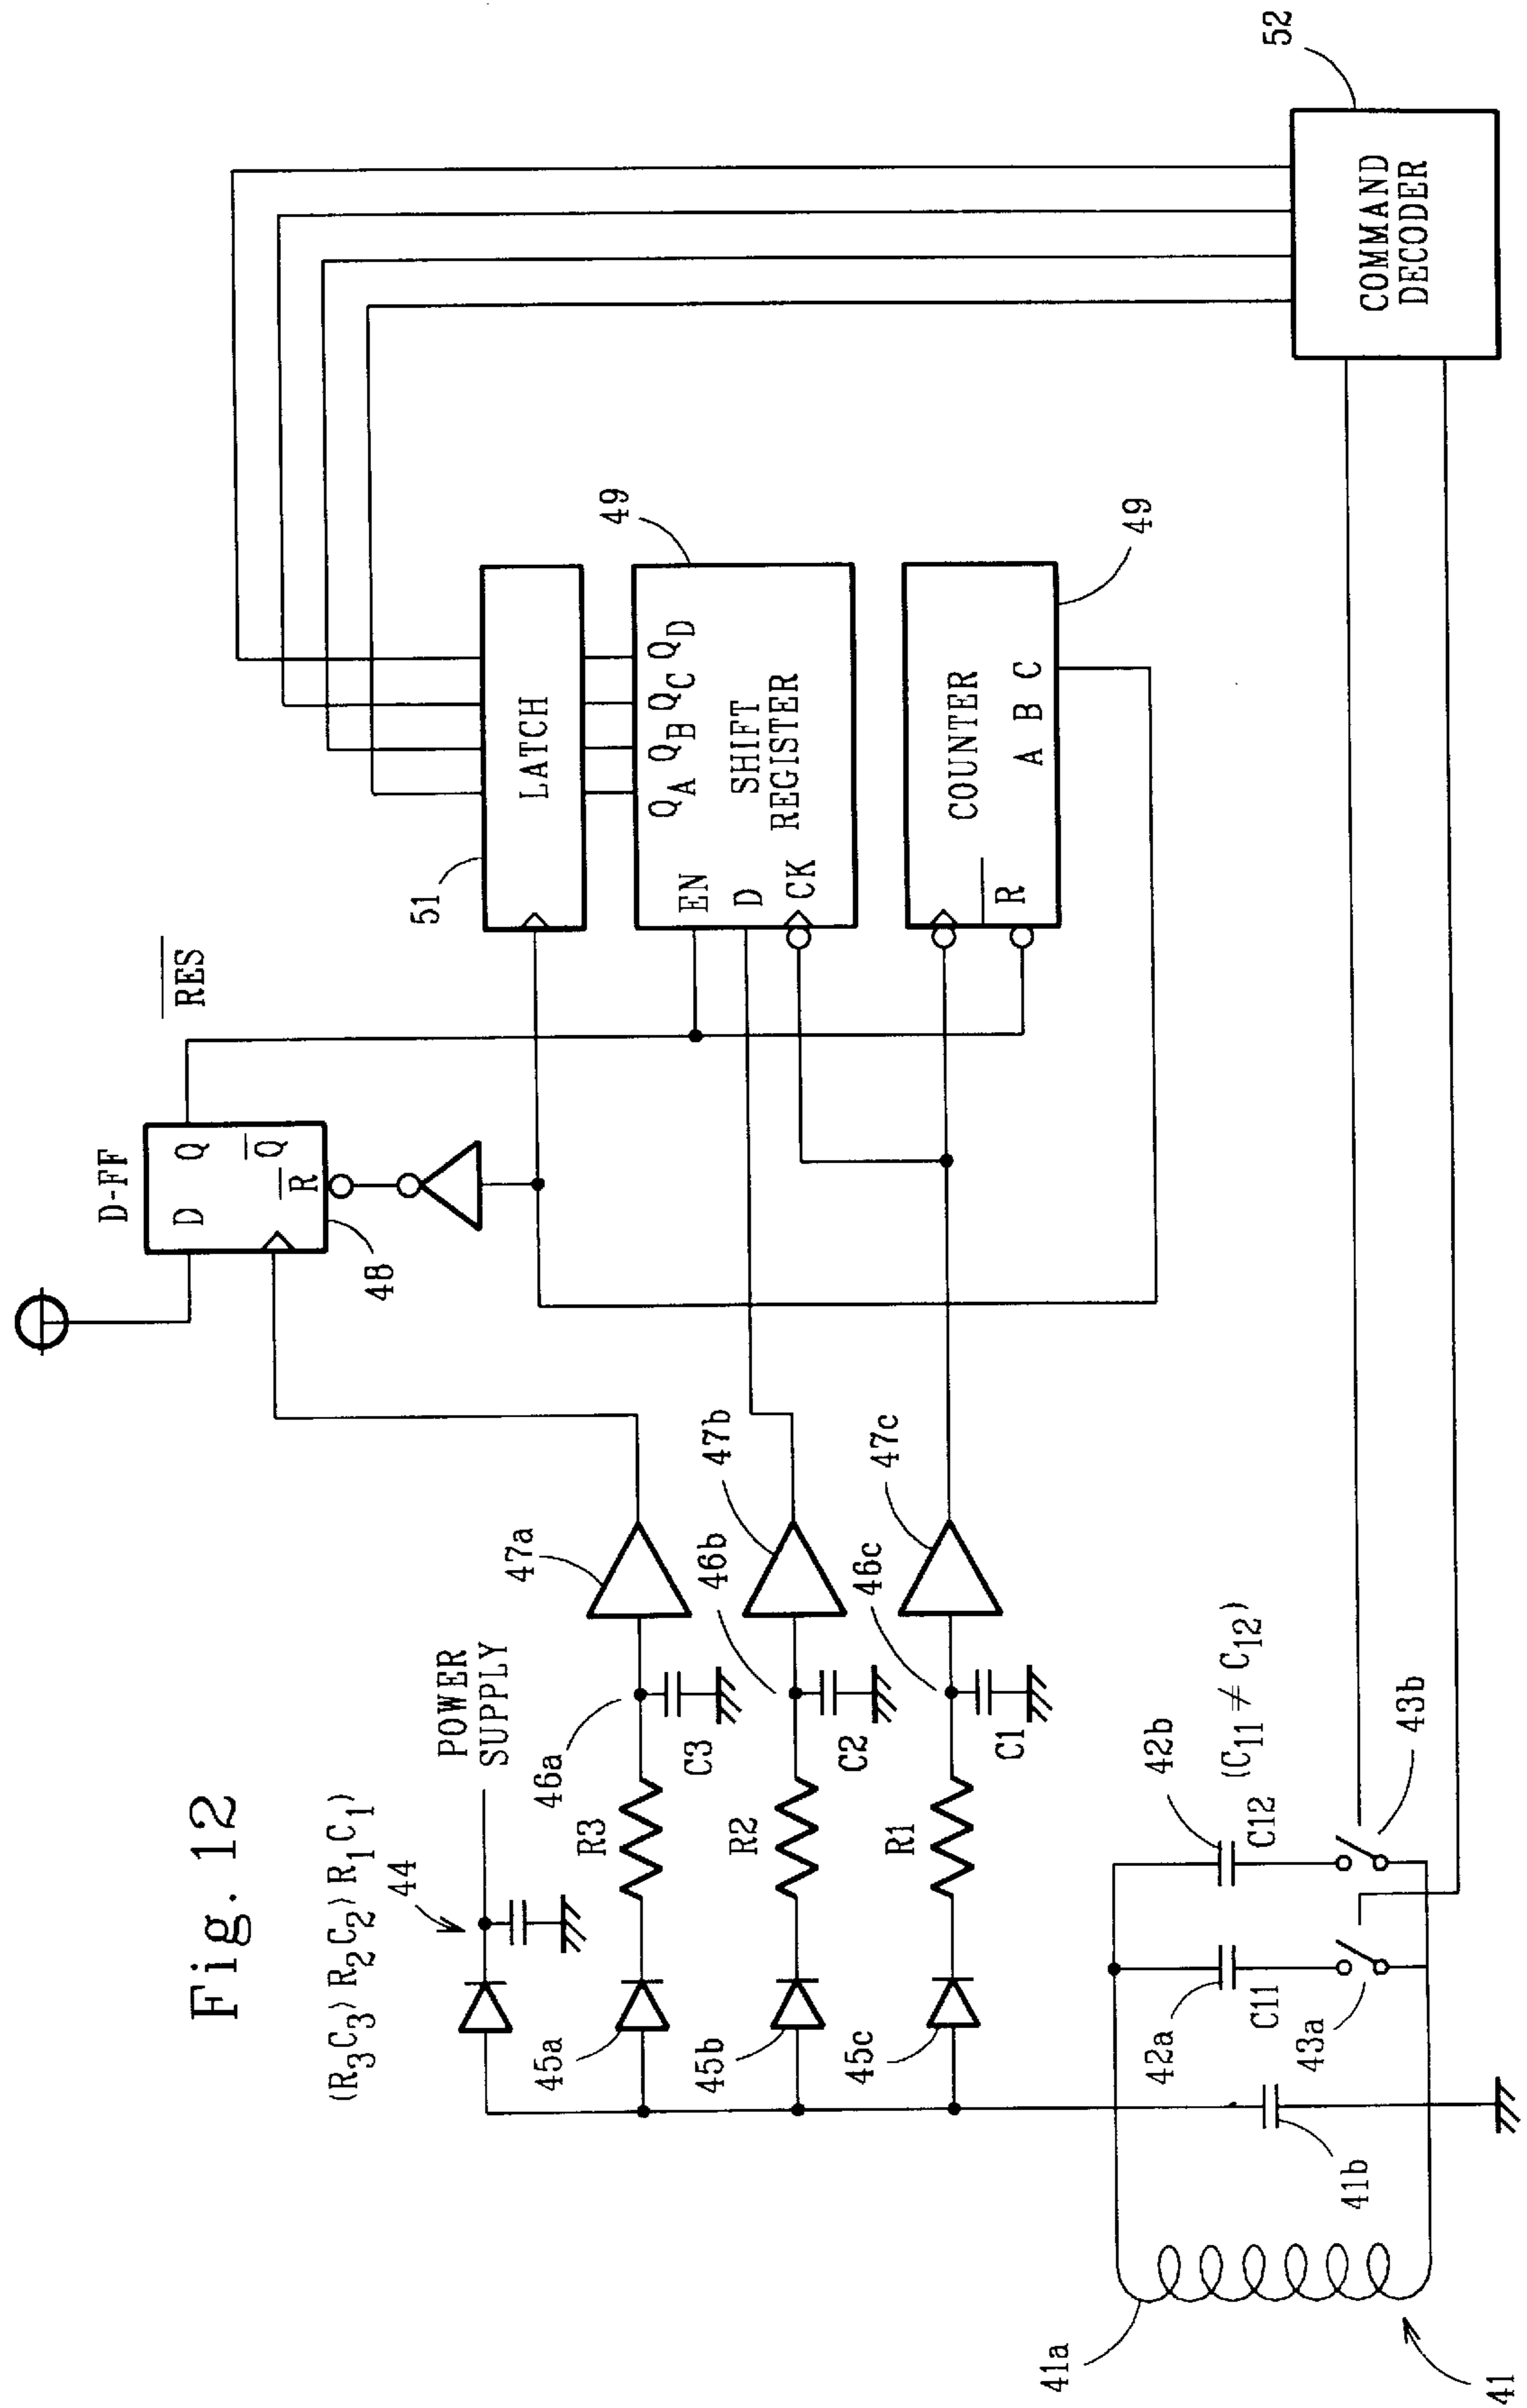 Fig. 12
(R3C3⟩R2C2⟩R1C1)
44
POWER
SUPPLY
D-FF
D
Q
Q̅
R̅
48
R̅E̅S̅
51
LATCH
49
QA QB QC QD
EN
D
CK
SHIFT
REGISTER
49
COUNTER
R̅
A B C
52
COMMAND
DECODER
45a
R3
46a
C3
47a
45b
R2
46b
C2
47b
45c
R1
46c
C1
47c
41
41a
41b
42a
C11
43a
42b
C12
(C11 ≠ C12)
43b